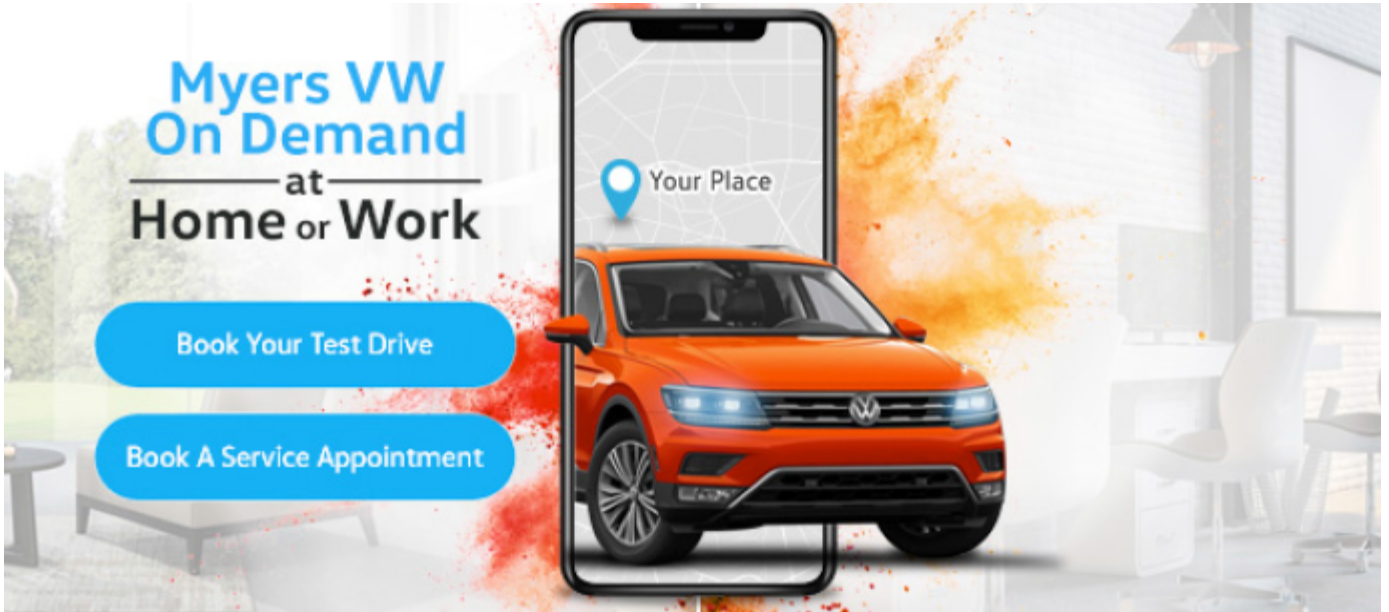 Myers VW
On Demand
at
Home or Work
Book Your Test Drive
Book A Service Appointment
Your Place